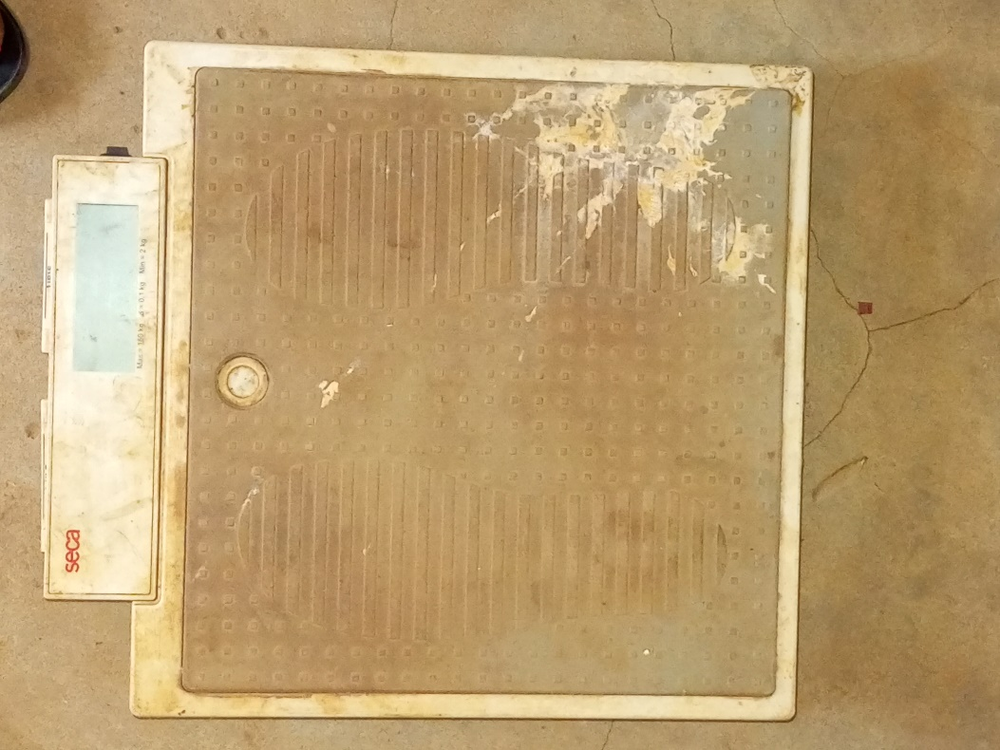 Max = 150 kg d = 0.1 kg Min = 2 kg
seca